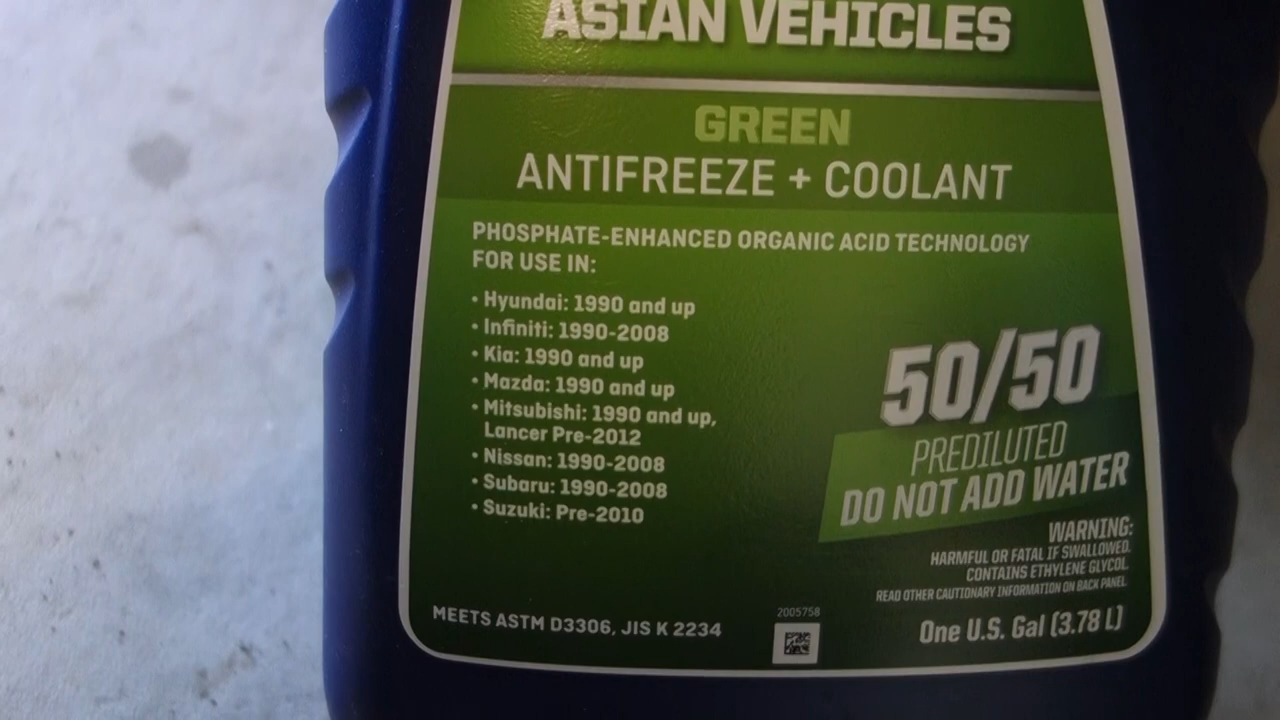 ASIAN VEHICLES
GREEN
ANTIFREEZE + COOLANT
PHOSPHATE-ENHANCED ORGANIC ACID TECHNOLOGY
FOR USE IN:
• Hyundai: 1990 and up
• Infiniti: 1990-2008
• Kia: 1990 and up
• Mazda: 1990 and up
• Mitsubishi: 1990 and up,
Lancer Pre-2012
• Nissan: 1990-2008
• Subaru: 1990-2008
• Suzuki: Pre-2010
50/50
PREDILUTED
DO NOT ADD WATER
WARNING:
HARMFUL OR FATAL IF SWALLOWED.
CONTAINS ETHYLENE GLYCOL.
READ OTHER CAUTIONARY INFORMATION ON BACK PANEL.
MEETS ASTM D3306, JIS K 2234
2005758
One U.S. Gal (3.78 L)